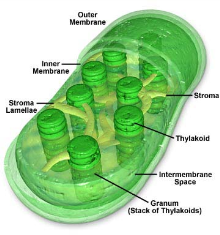 Outer
Membrane
Inner
Membrane
Stroma
Lamellae
Stroma
Thylakoid
Intermembrane
Space
Granum
(Stack of Thylakoids)